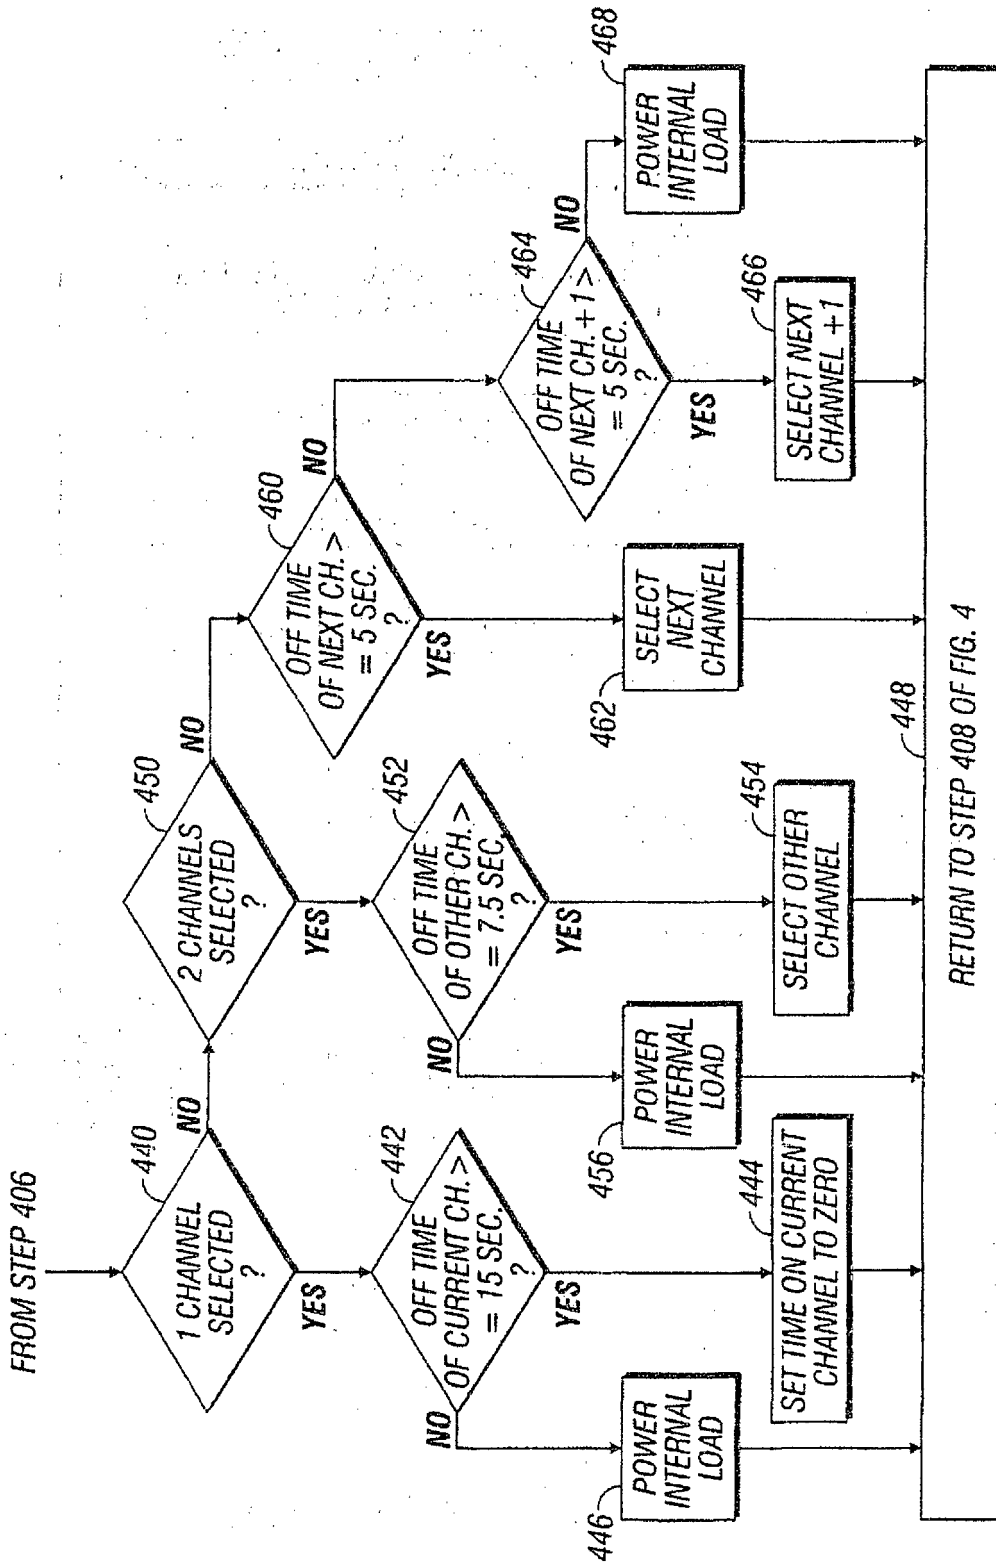 FROM STEP 406
440
1 CHANNEL
SELECTED
?
NO
YES
442
OFF TIME
OF CURRENT CH. >
= 15 SEC.
?
NO
YES
446
POWER
INTERNAL
LOAD
444
SET TIME ON CURRENT
CHANNEL TO ZERO
450
2 CHANNELS
SELECTED
?
NO
YES
452
OFF TIME
OF OTHER CH. >
= 7.5 SEC.
?
NO
YES
456
POWER
INTERNAL
LOAD
454
SELECT OTHER
CHANNEL
460
OFF TIME
OF NEXT CH. >
= 5 SEC.
?
NO
YES
462
SELECT
NEXT
CHANNEL
464
OFF TIME
OF NEXT CH. +1 >
= 5 SEC.
?
NO
YES
466
SELECT NEXT
CHANNEL +1
468
POWER
INTERNAL
LOAD
448
RETURN TO STEP 408 OF FIG. 4